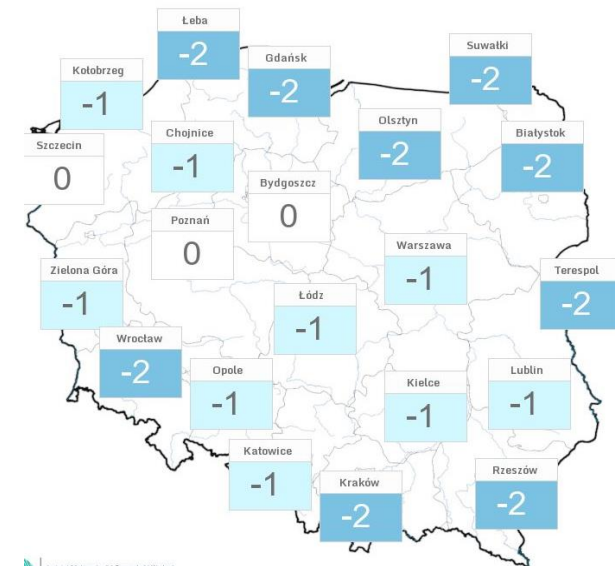 Łeba
-2
Suwałki
-2
Gdańsk
-2
Kołobrzeg
-1
Olsztyn
-2
Chojnice
-1
Białystok
-2
Szczecin
0
Bydgoszcz
0
Poznań
0
Warszawa
-1
Zielona Góra
-1
Terespol
-2
Łódz
-1
Wrocław
-2
Opole
-1
Kielce
-1
Lublin
-1
Katowice
-1
Rzeszów
-2
Kraków
-2